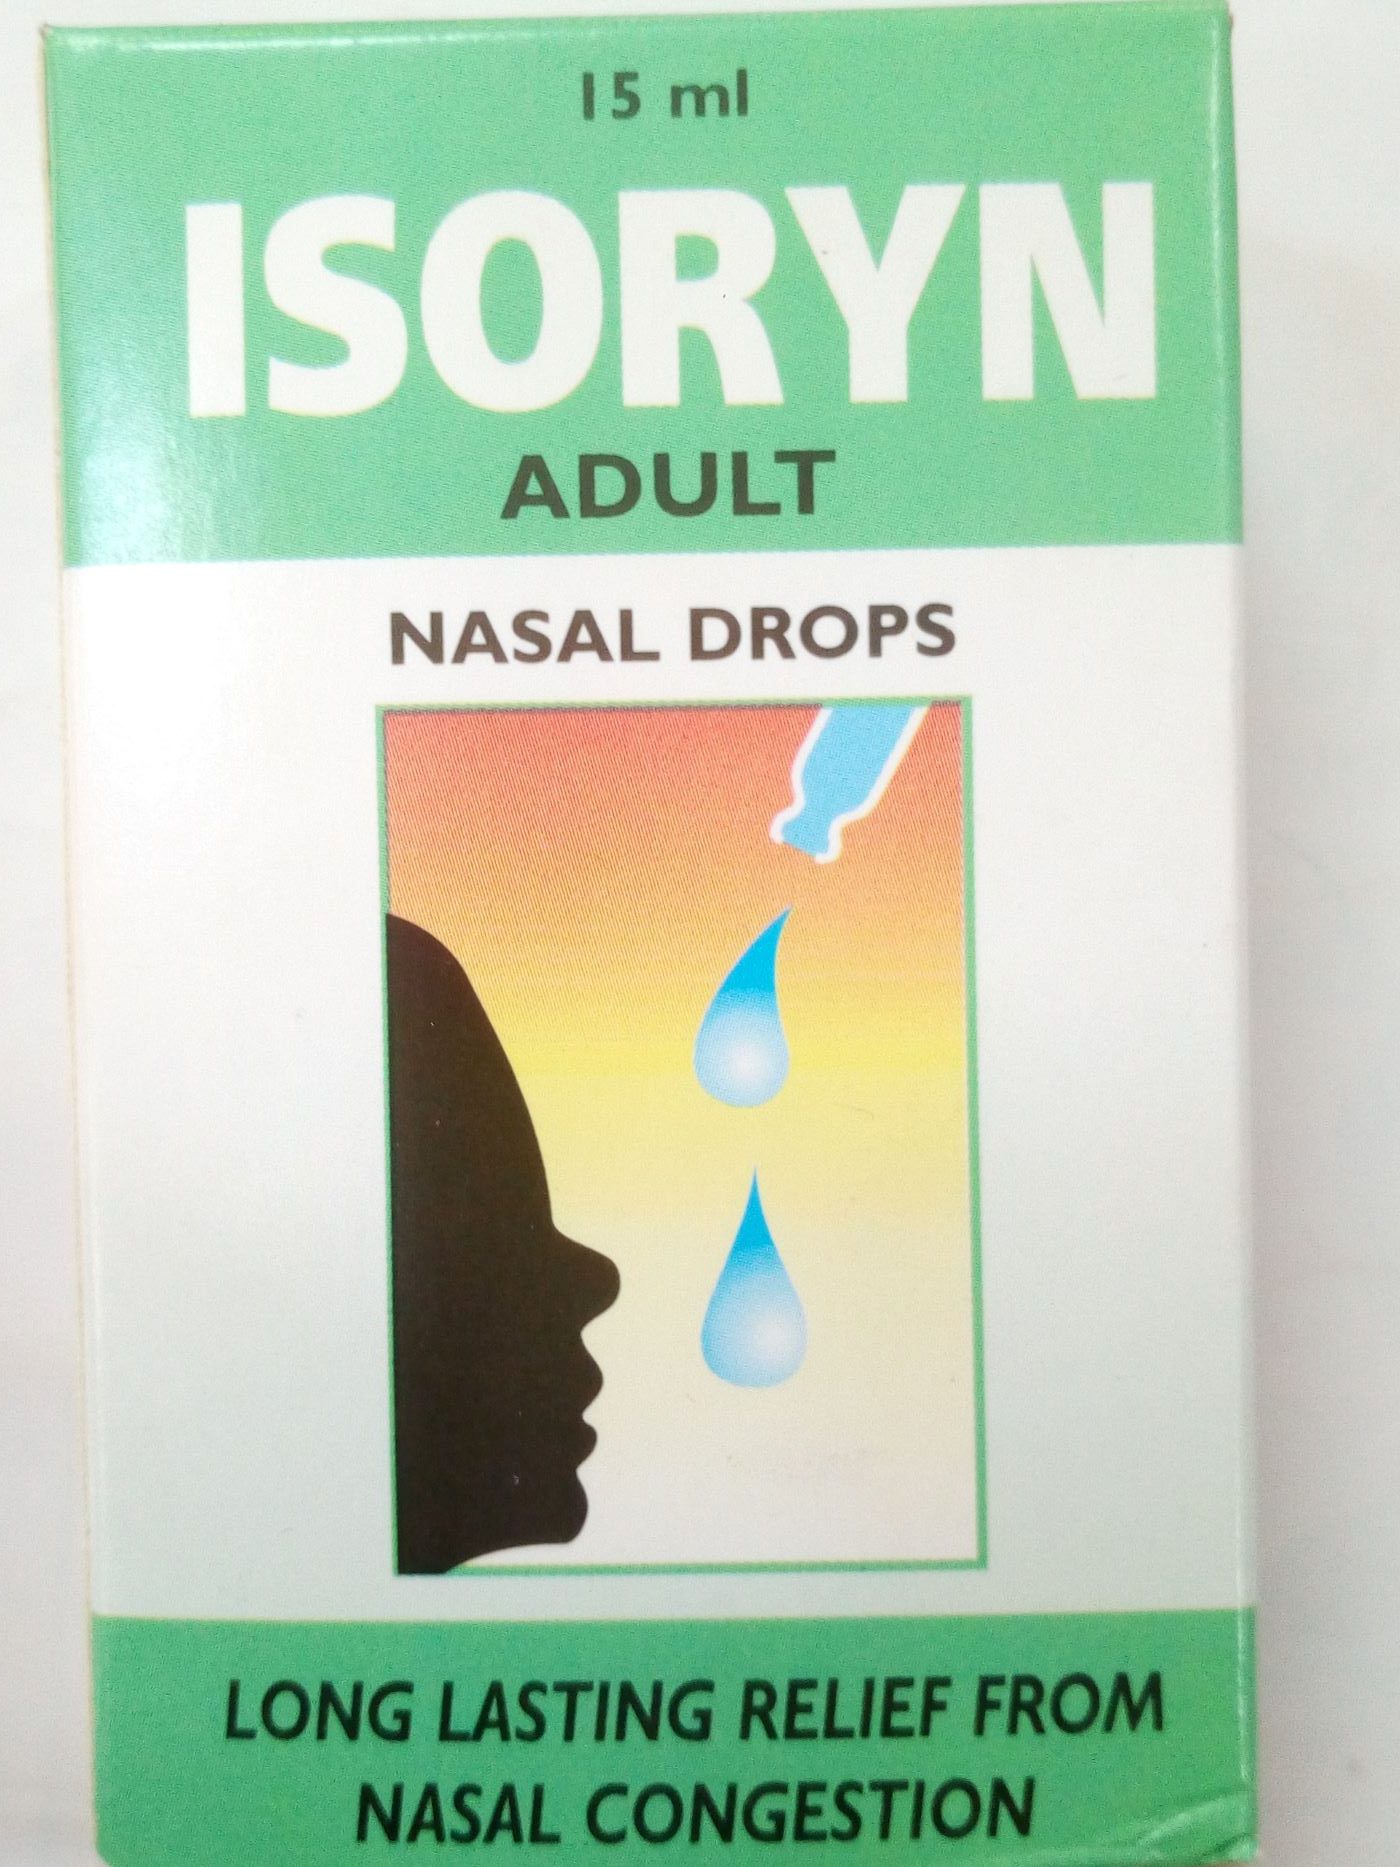 15 ml
ISORYN
ADULT
NASAL DROPS
LONG LASTING RELIEF FROM
NASAL CONGESTION